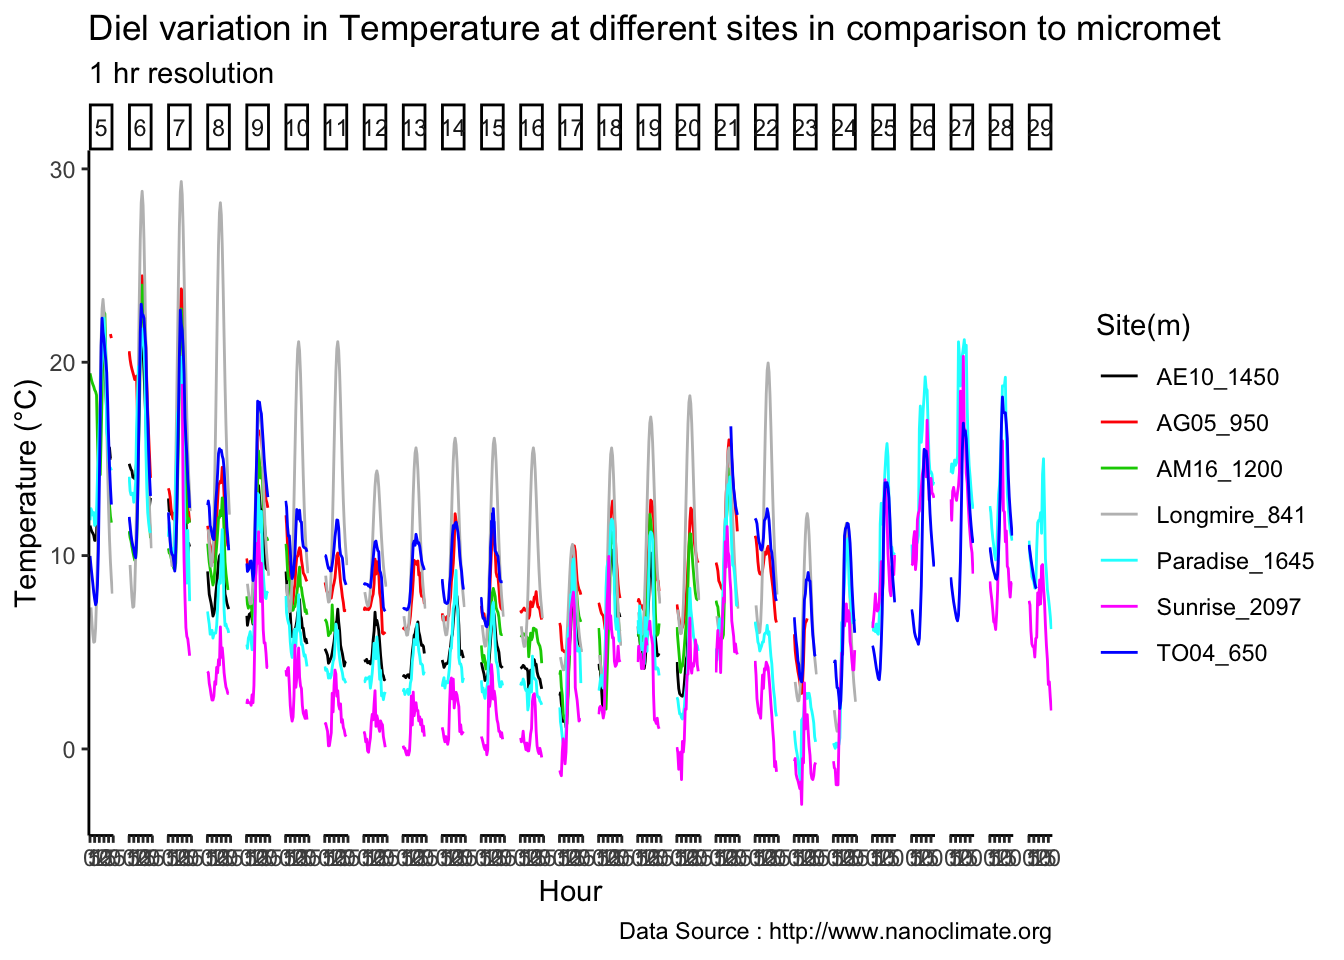 Diel variation in Temperature at different sites in comparison to micromet
1 hr resolution
5 6 7 8 9 10 11 12 13 14 15 16 17 18 19 20 21 22 23 24 25 26 27 28 29
30
20
10
0
Temperature (°C)
Hour
Site(m)
AE10_1450
AG05_950
AM16_1200
Longmire_841
Paradise_1645
Sunrise_2097
TO04_650
Data Source : http://www.nanoclimate.org